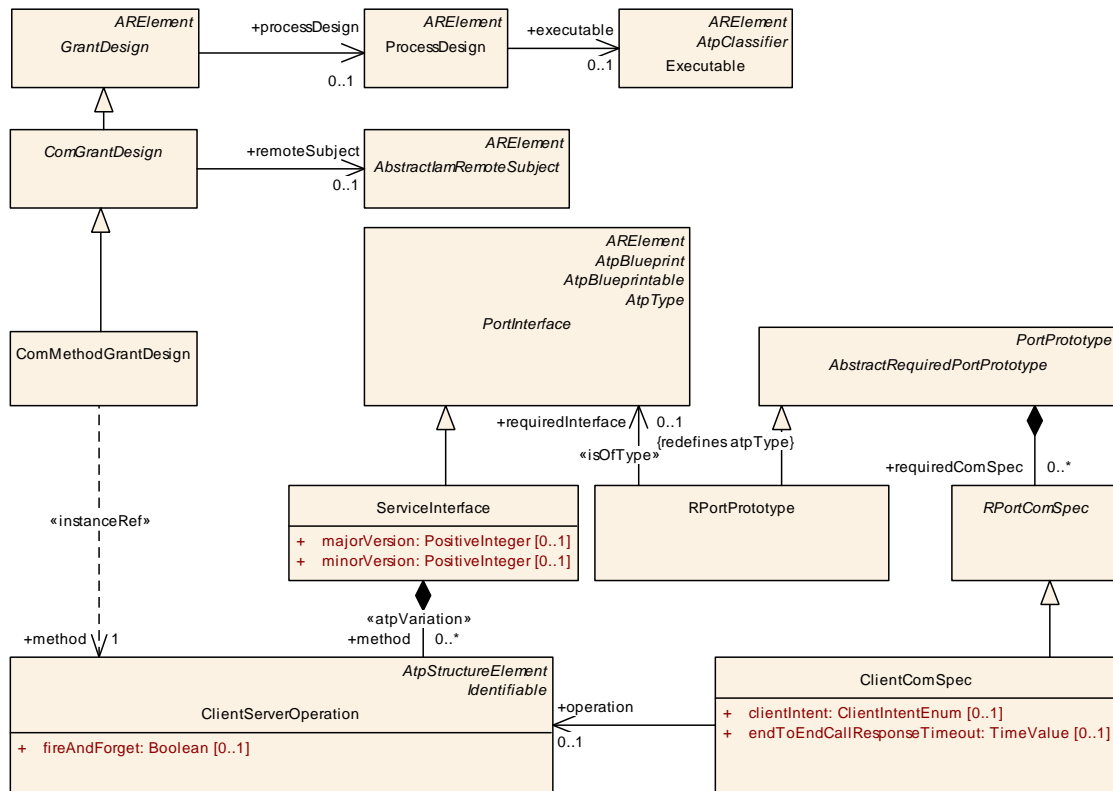 ARElement
GrantDesign
+processDesign
0..1
ARElement
ProcessDesign
+executable
0..1
ARElement
AtpClassifier
Executable
ComGrantDesign
+remoteSubject
0..1
ARElement
AbstractIamRemoteSubject
ARElement
AtpBlueprint
AtpBlueprintable
AtpType
PortInterface
ComMethodGrantDesign
PortPrototype
AbstractRequiredPortPrototype
+requiredInterface
0..1
«isOfType»
{redefines atpType}
+requiredComSpec
0..*
ServiceInterface
+ majorVersion: PositiveInteger [0..1]
+ minorVersion: PositiveInteger [0..1]
RPortPrototype
RPortComSpec
«instanceRef»
«atpVariation»
+method
1
+method
0..*
AtpStructureElement
Identifiable
ClientServerOperation
+ fireAndForget: Boolean [0..1]
+operation
0..1
ClientComSpec
+ clientIntent: ClientIntentEnum [0..1]
+ endToEndCallResponseTimeout: TimeValue [0..1]